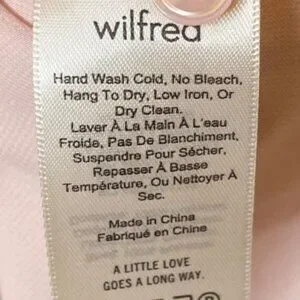 wilfred
Hand Wash Cold, No Bleach,
Hang To Dry, Low Iron, Or
Dry Clean.
Laver À La Main À L'eau
Froide, Pas De Blanchiment,
Suspendre Pour Sécher,
Repasser À Basse
Température, Ou Nettoyer À
Sec.
Made in China
Fabriqué en Chine
A LITTLE LOVE
GOES A LONG WAY.